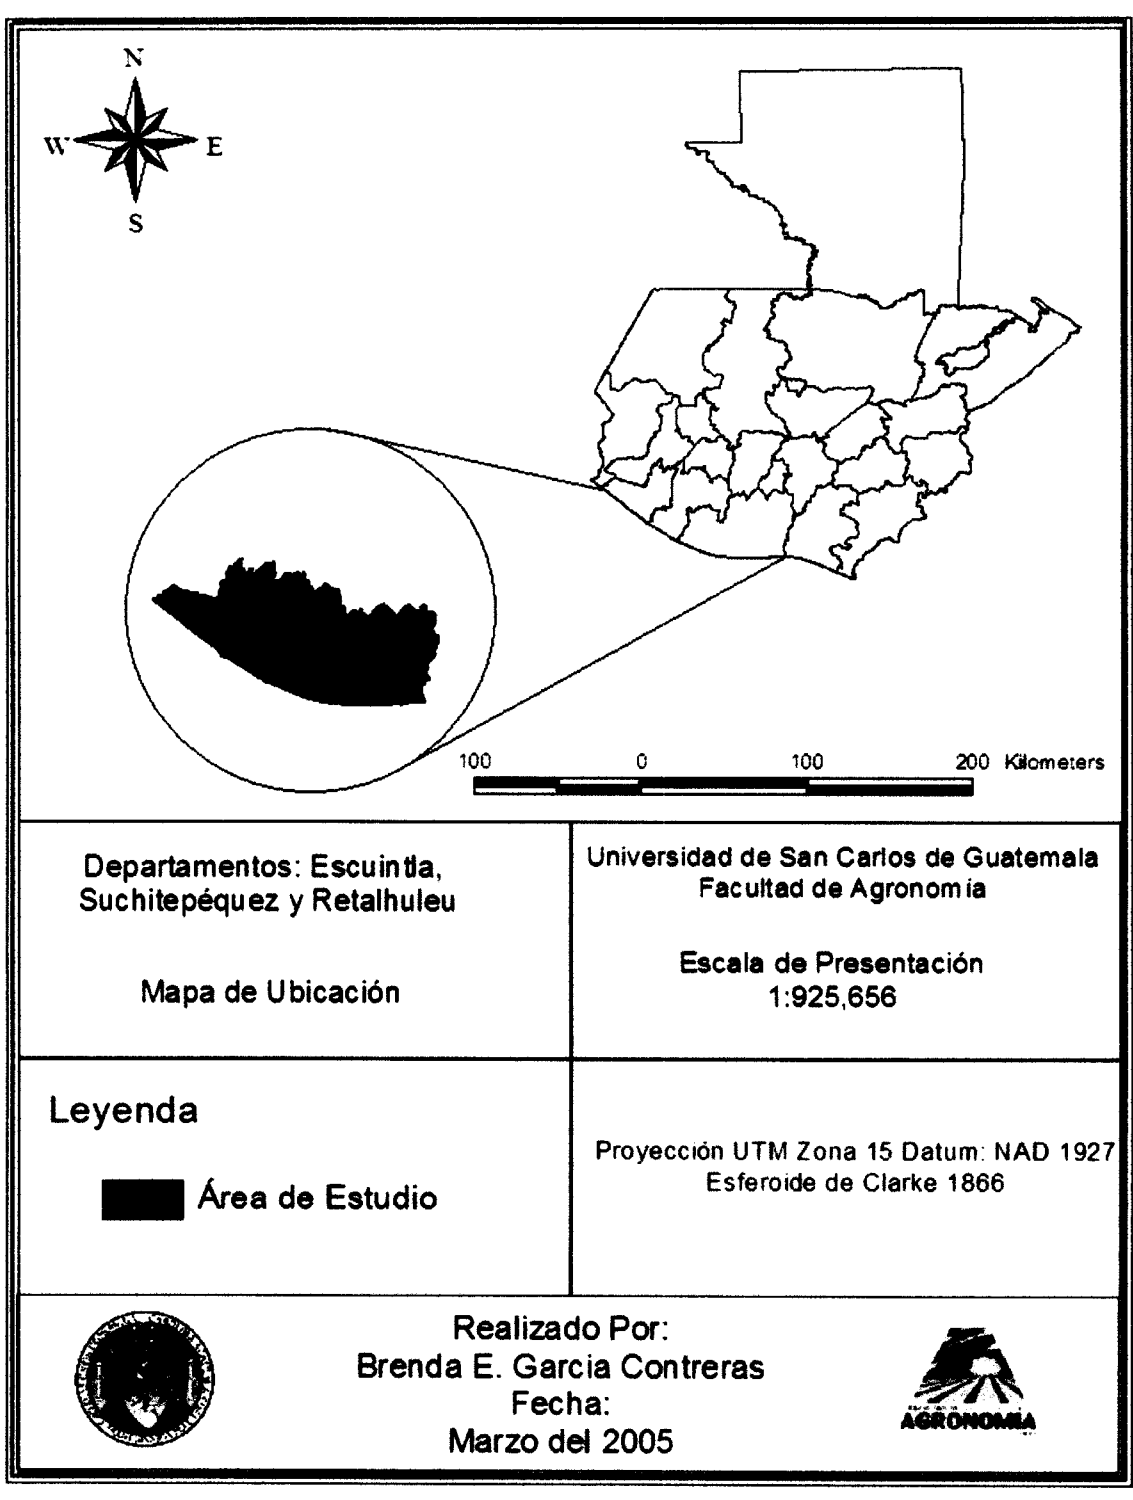 N
W E
S
100 0 100 200 Kilometers
Departamentos: Escuintla,
Suchitepéquez y Retalhuleu
Mapa de Ubicación
Universidad de San Carlos de Guatemala
Facultad de Agronomía
Escala de Presentación
1:925,656
Leyenda
Área de Estudio
Proyección UTM Zona 15 Datum: NAD 1927
Esferoide de Clarke 1866
Realizado Por:
Brenda E. Garcia Contreras
Fecha:
Marzo del 2005
AGRONOMIA